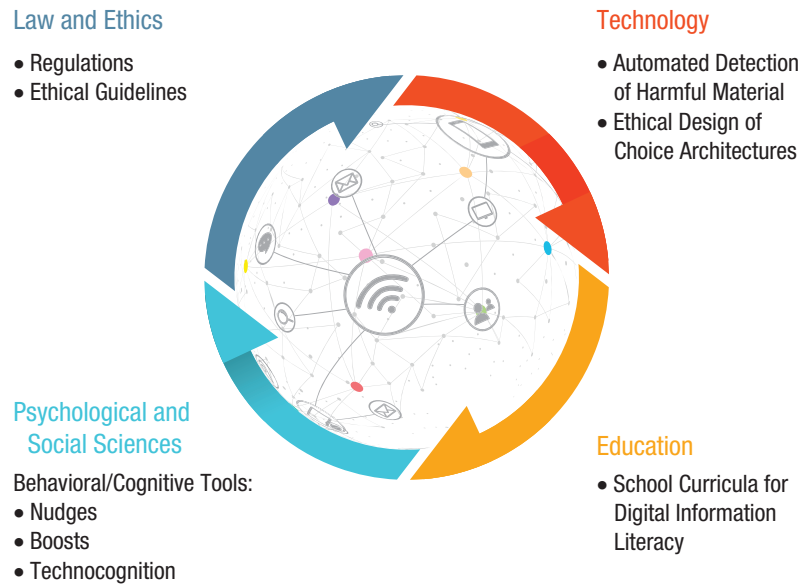 Law and Ethics
• Regulations
• Ethical Guidelines
Technology
• Automated Detection
of Harmful Material
• Ethical Design of
Choice Architectures
Psychological and
Social Sciences
Behavioral/Cognitive Tools:
• Nudges
• Boosts
• Technocognition
Education
• School Curricula for
Digital Information
Literacy